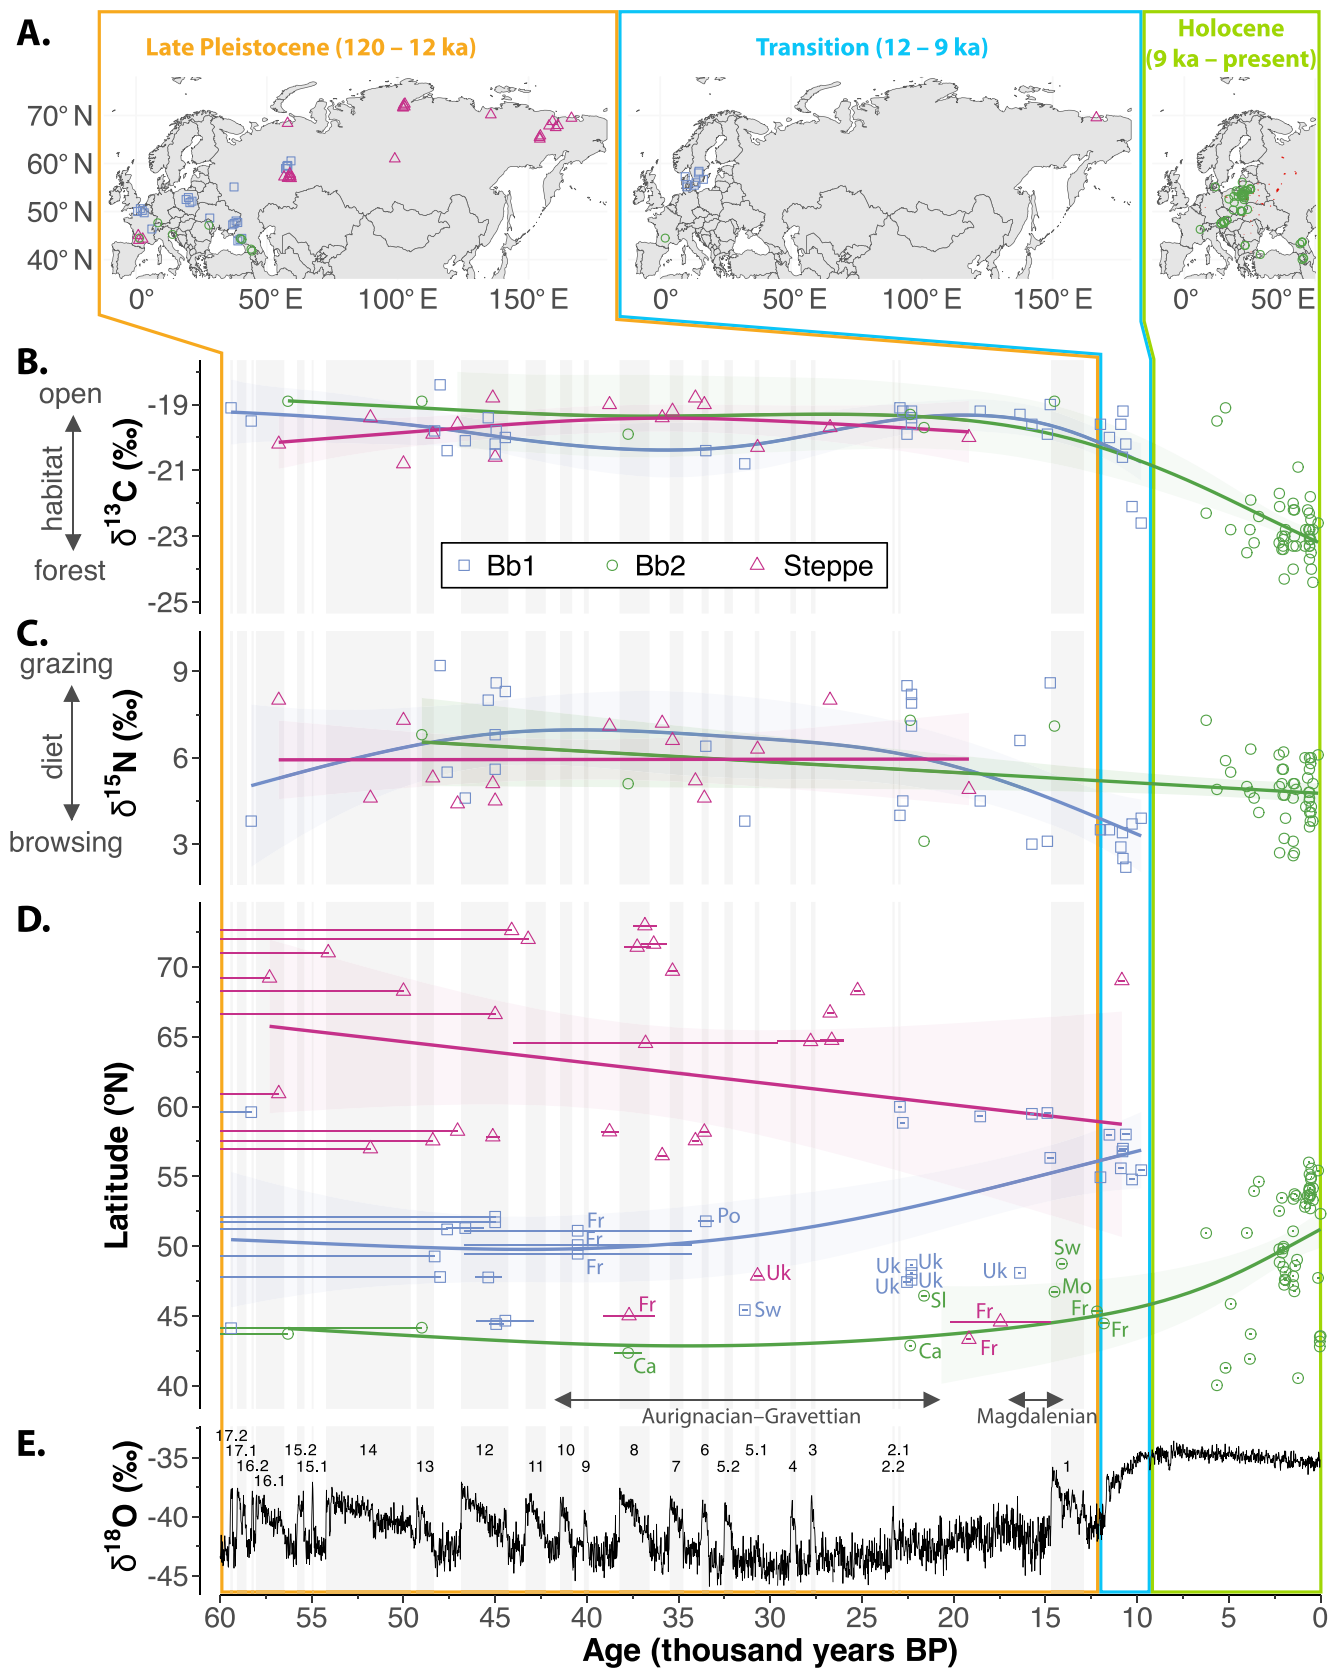 A.
Late Pleistocene (120 – 12 ka)
Transition (12 – 9 ka)
Holocene
(9 ka – present)
70° N
60° N
50° N
40° N
0° 50°E 100°E 150°E
0° 50°E 100°E 150°E
0° 50°E
B.
open
habitat
forest
δ13C (‰)
-19
-21
-23
-25
Bb1 Bb2 Steppe
C.
grazing
diet
browsing
δ15N (‰)
9
6
3
D.
Latitude (ºN)
70
65
60
55
50
45
40
Fr
Fr
Fr
Po
Uk
Fr
Sw
Ca
Uk Uk
Uk Uk
Sl
Ca
Uk
Fr
Fr
Sw
Mo
Fr
Fr
Aurignacian–Gravettian
Magdalenian
E.
δ18O (‰)
-35
-40
-45
17.2
17.1
16.2
16.1
15.2
15.1
14
13
12
11
10
9
8
7
6
5.2
5.1
4
3
2.1
2.2
1
60 55 50 45 40 35 30 25 20 15 10 5 0
Age (thousand years BP)